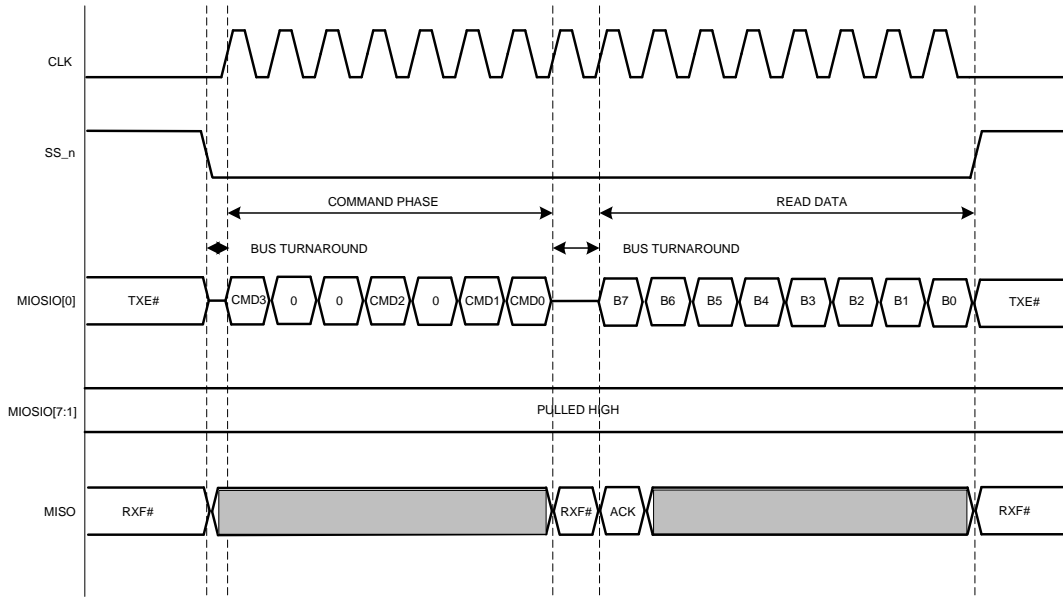 CLK
SS_n
COMMAND PHASE
READ DATA
BUS TURNAROUND
BUS TURNAROUND
MIOSIO[0]
TXE#
CMD3
0
0
CMD2
0
CMD1
CMD0
B7
B6
B5
B4
B3
B2
B1
B0
TXE#
MIOSIO[7:1]
PULLED HIGH
MISO
RXF#
RXF#
ACK
RXF#